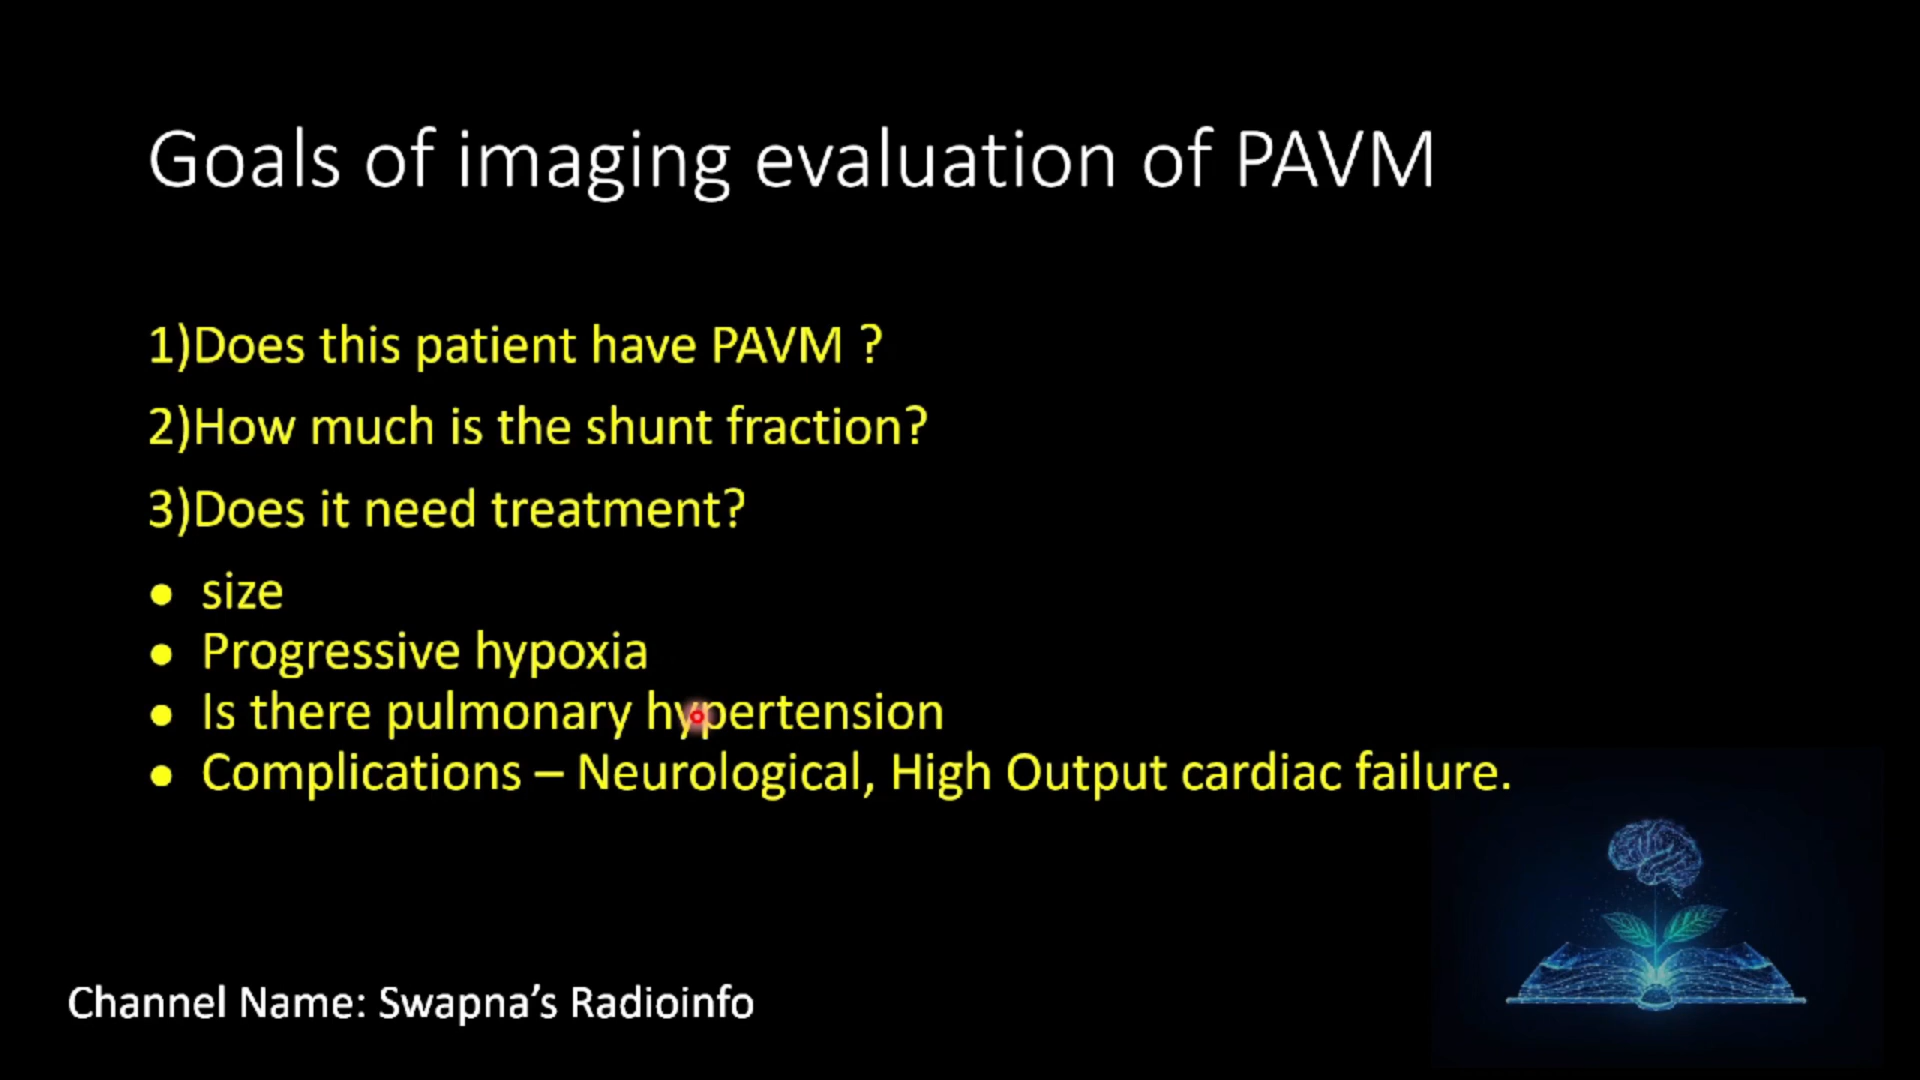 Goals of imaging evaluation of PAVM
1)Does this patient have PAVM ?
2)How much is the shunt fraction?
3)Does it need treatment?
● size
● Progressive hypoxia
● Is there pulmonary hypertension
● Complications – Neurological, High Output cardiac failure.
Channel Name: Swapna’s Radioinfo